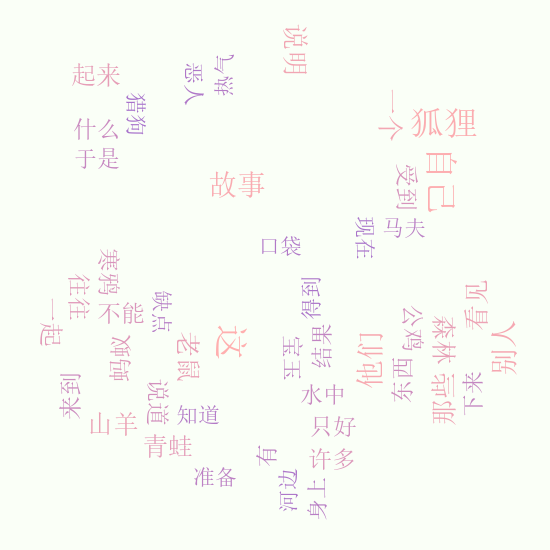 说明
气愤
起来
恶人
猎狗
一个
狐狸
什么
于是
自己
受到
故事
现在
马夫
口袋
寒鸦
往往
得到
缺点
不能
一起
看见
公鸡
森林
别人
这
结果
老鼠
蚂蚁
王宫
他们
东西
那些
下来
来到
说道
水中
知道
山羊
只好
青蛙
有
许多
准备
河边
身上